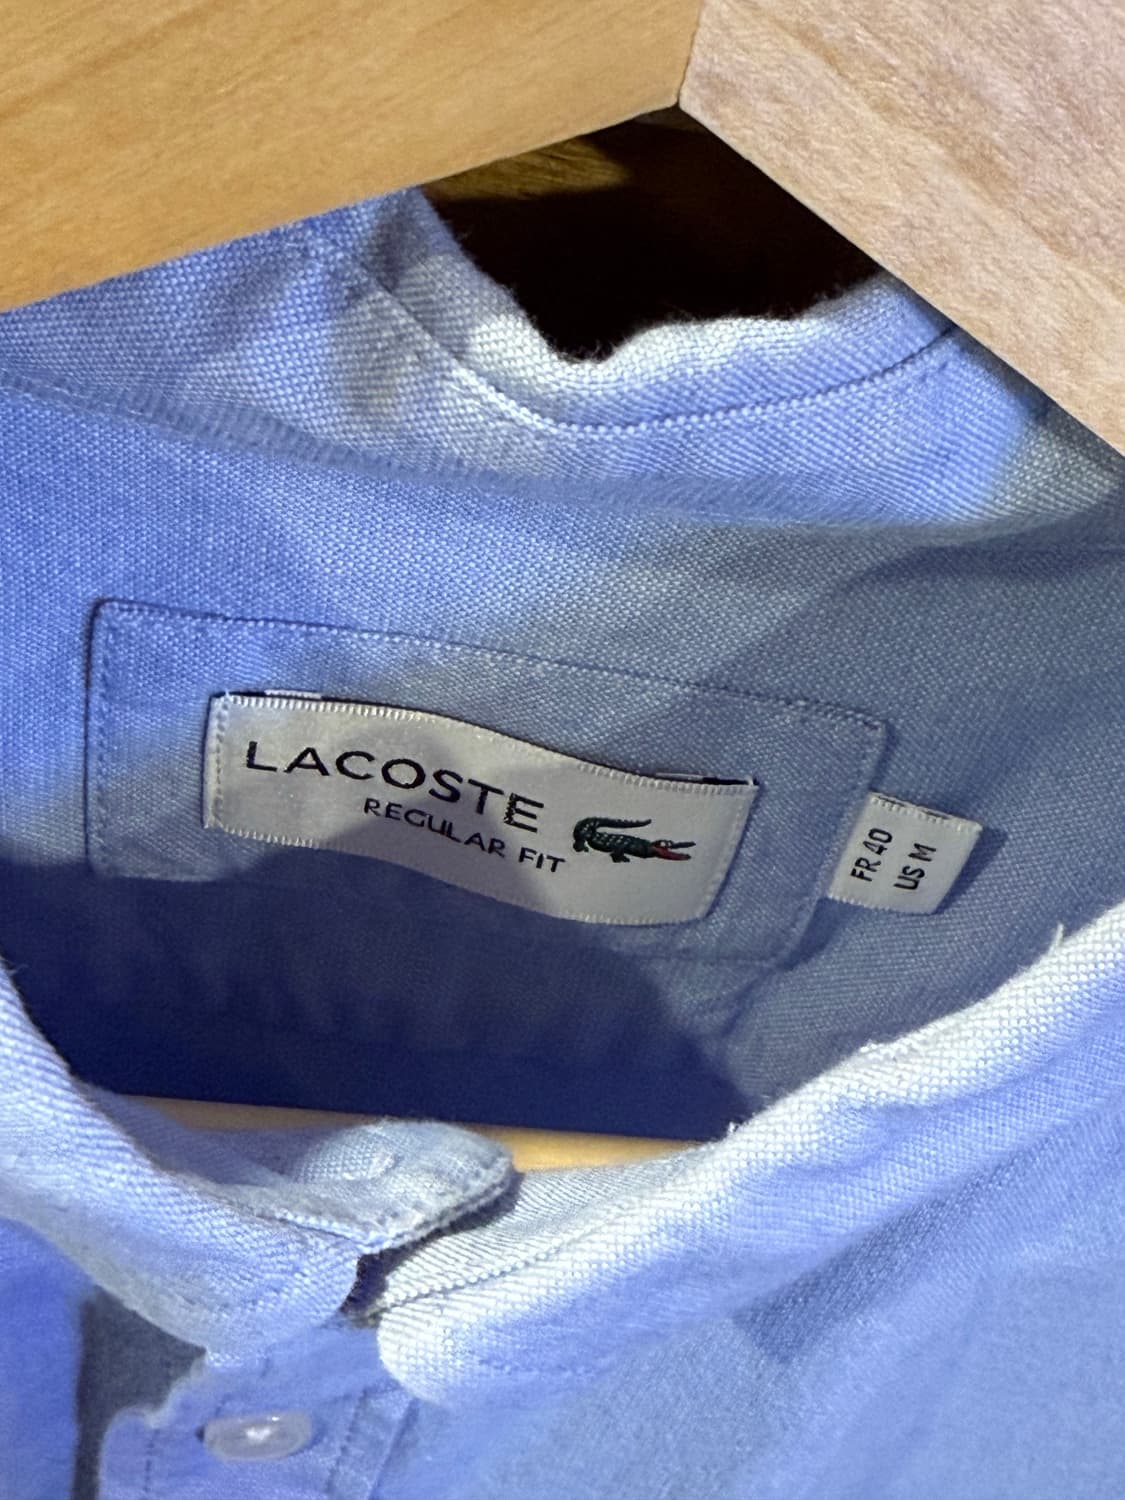 LACOSTE
REGULAR FIT
FR 40
US M